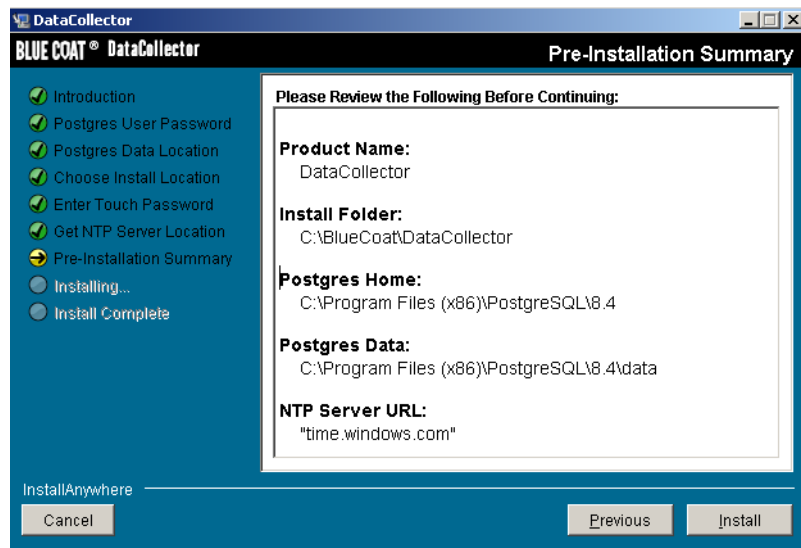 DataCollector
BLUE COAT ® DataCollector
Pre-Installation Summary
Introduction
Postgres User Password
Postgres Data Location
Choose Install Location
Enter Touch Password
Get NTP Server Location
Pre-Installation Summary
Installing...
Install Complete
Please Review the Following Before Continuing:
Product Name:
DataCollector
Install Folder:
C:\BlueCoat\DataCollector
Postgres Home:
C:\Program Files (x86)\PostgreSQL\8.4
Postgres Data:
C:\Program Files (x86)\PostgreSQL\8.4\data
NTP Server URL:
"time.windows.com"
InstallAnywhere
Cancel
Previous
Install